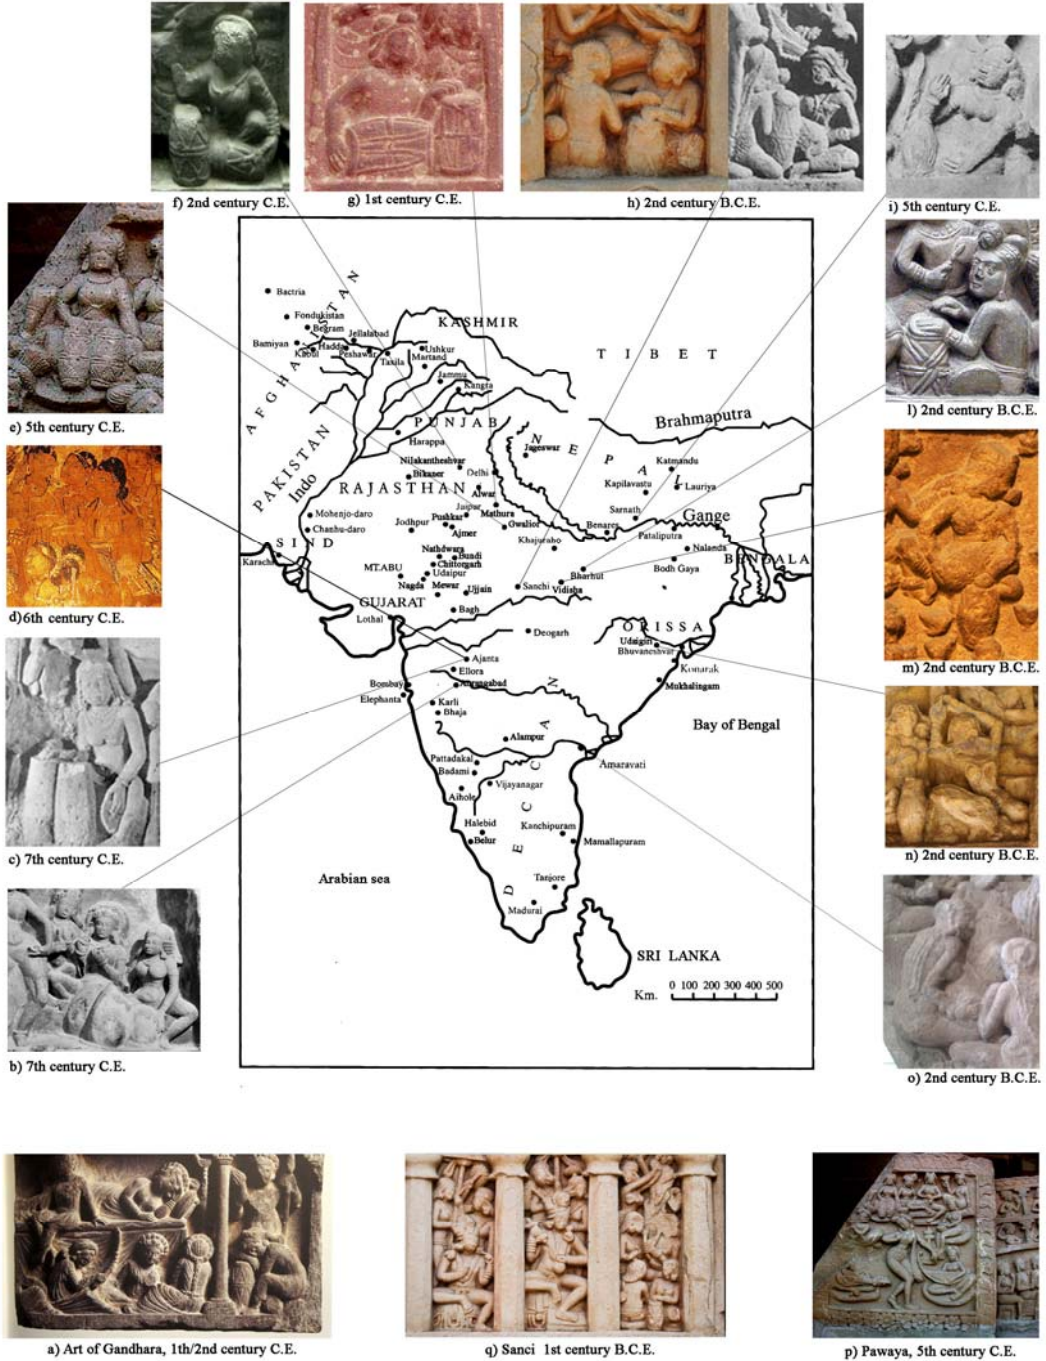 f) 2nd century C.E.
g) 1st century C.E.
h) 2nd century B.C.E.
i) 5th century C.E.
e) 5th century C.E.
l) 2nd century B.C.E.
d)6th century C.E.
m) 2nd century B.C.E.
c) 7th century C.E.
n) 2nd century B.C.E.
b) 7th century C.E.
o) 2nd century B.C.E.
Bactria
Fondukistan
Begram
AFGHANISTAN
Jellalabad
Bamiyan
Kabul
Hadda
Peshawar
Taxila
KASHMIR
Ushkur
Martand
Jammu
Kangra
TIBET
Brahmaputra
PUNJAB
Harappa
PAKISTAN
Indo
Nilakantheshvar
Bikaner
Delhi
Jageswar
NEPAL
Katmandu
Kapilavastu
Lauriya
RAJASTHAN
Alwar
Mathura
Jaipur
Pushkar
Jodhpur
Ajmer
Gwalior
Sarnath
Gange
Benares
Pataliputra
Mohenjo-daro
Chanhu-daro
SIND
Karachi
Khajuraho
Nalanda
Bodh Gaya
BENGALA
Nathdwara
Bundi
Chittorgarh
MT.ABU
Udaipur
Nagda
Mewar
Ujjain
Sanchi
Bharhut
Vidisha
GUJARAT
Lothal
Bagh
Deogarh
ORISSA
Udaigiri
Bhuvaneshvar
Konarak
Mukhalingam
Ajanta
Ellora
Aurangabad
Bombay
Elephanta
Karli
Bhaja
DECCAN
Bay of Bengal
Alampur
Amaravati
Pattadakal
Badami
Vijayanagar
Aihole
Halebid
Belur
Kanchipuram
Mamallapuram
Arabian sea
Tanjore
Madurai
SRI LANKA
Km.
0 100 200 300 400 500
a) Art of Gandhara, 1th/2nd century C.E.
q) Sanci 1st century B.C.E.
p) Pawaya, 5th century C.E.